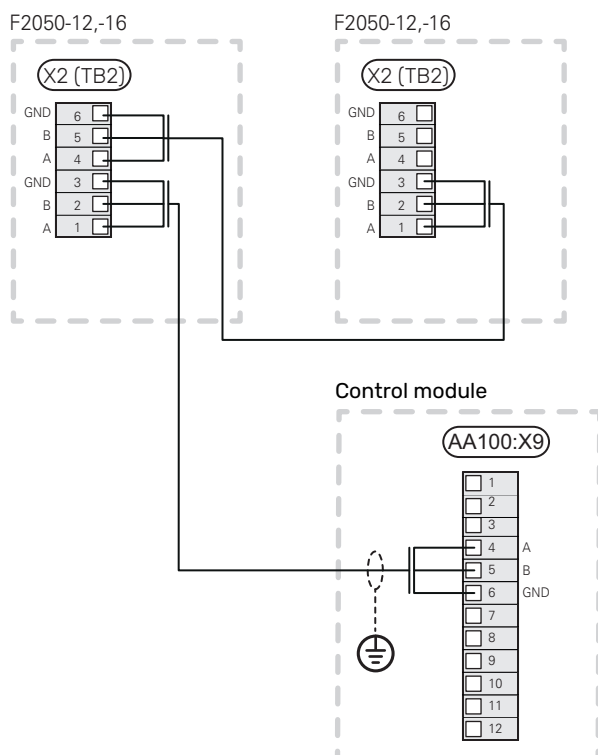 F2050-12,-16
X2 (TB2)
GND 6
B 5
A 4
GND 3
B 2
A 1
F2050-12,-16
X2 (TB2)
GND 6
B 5
A 4
GND 3
B 2
A 1
Control module
AA100:X9
1
2
3
4 A
5 B
6 GND
7
8
9
10
11
12